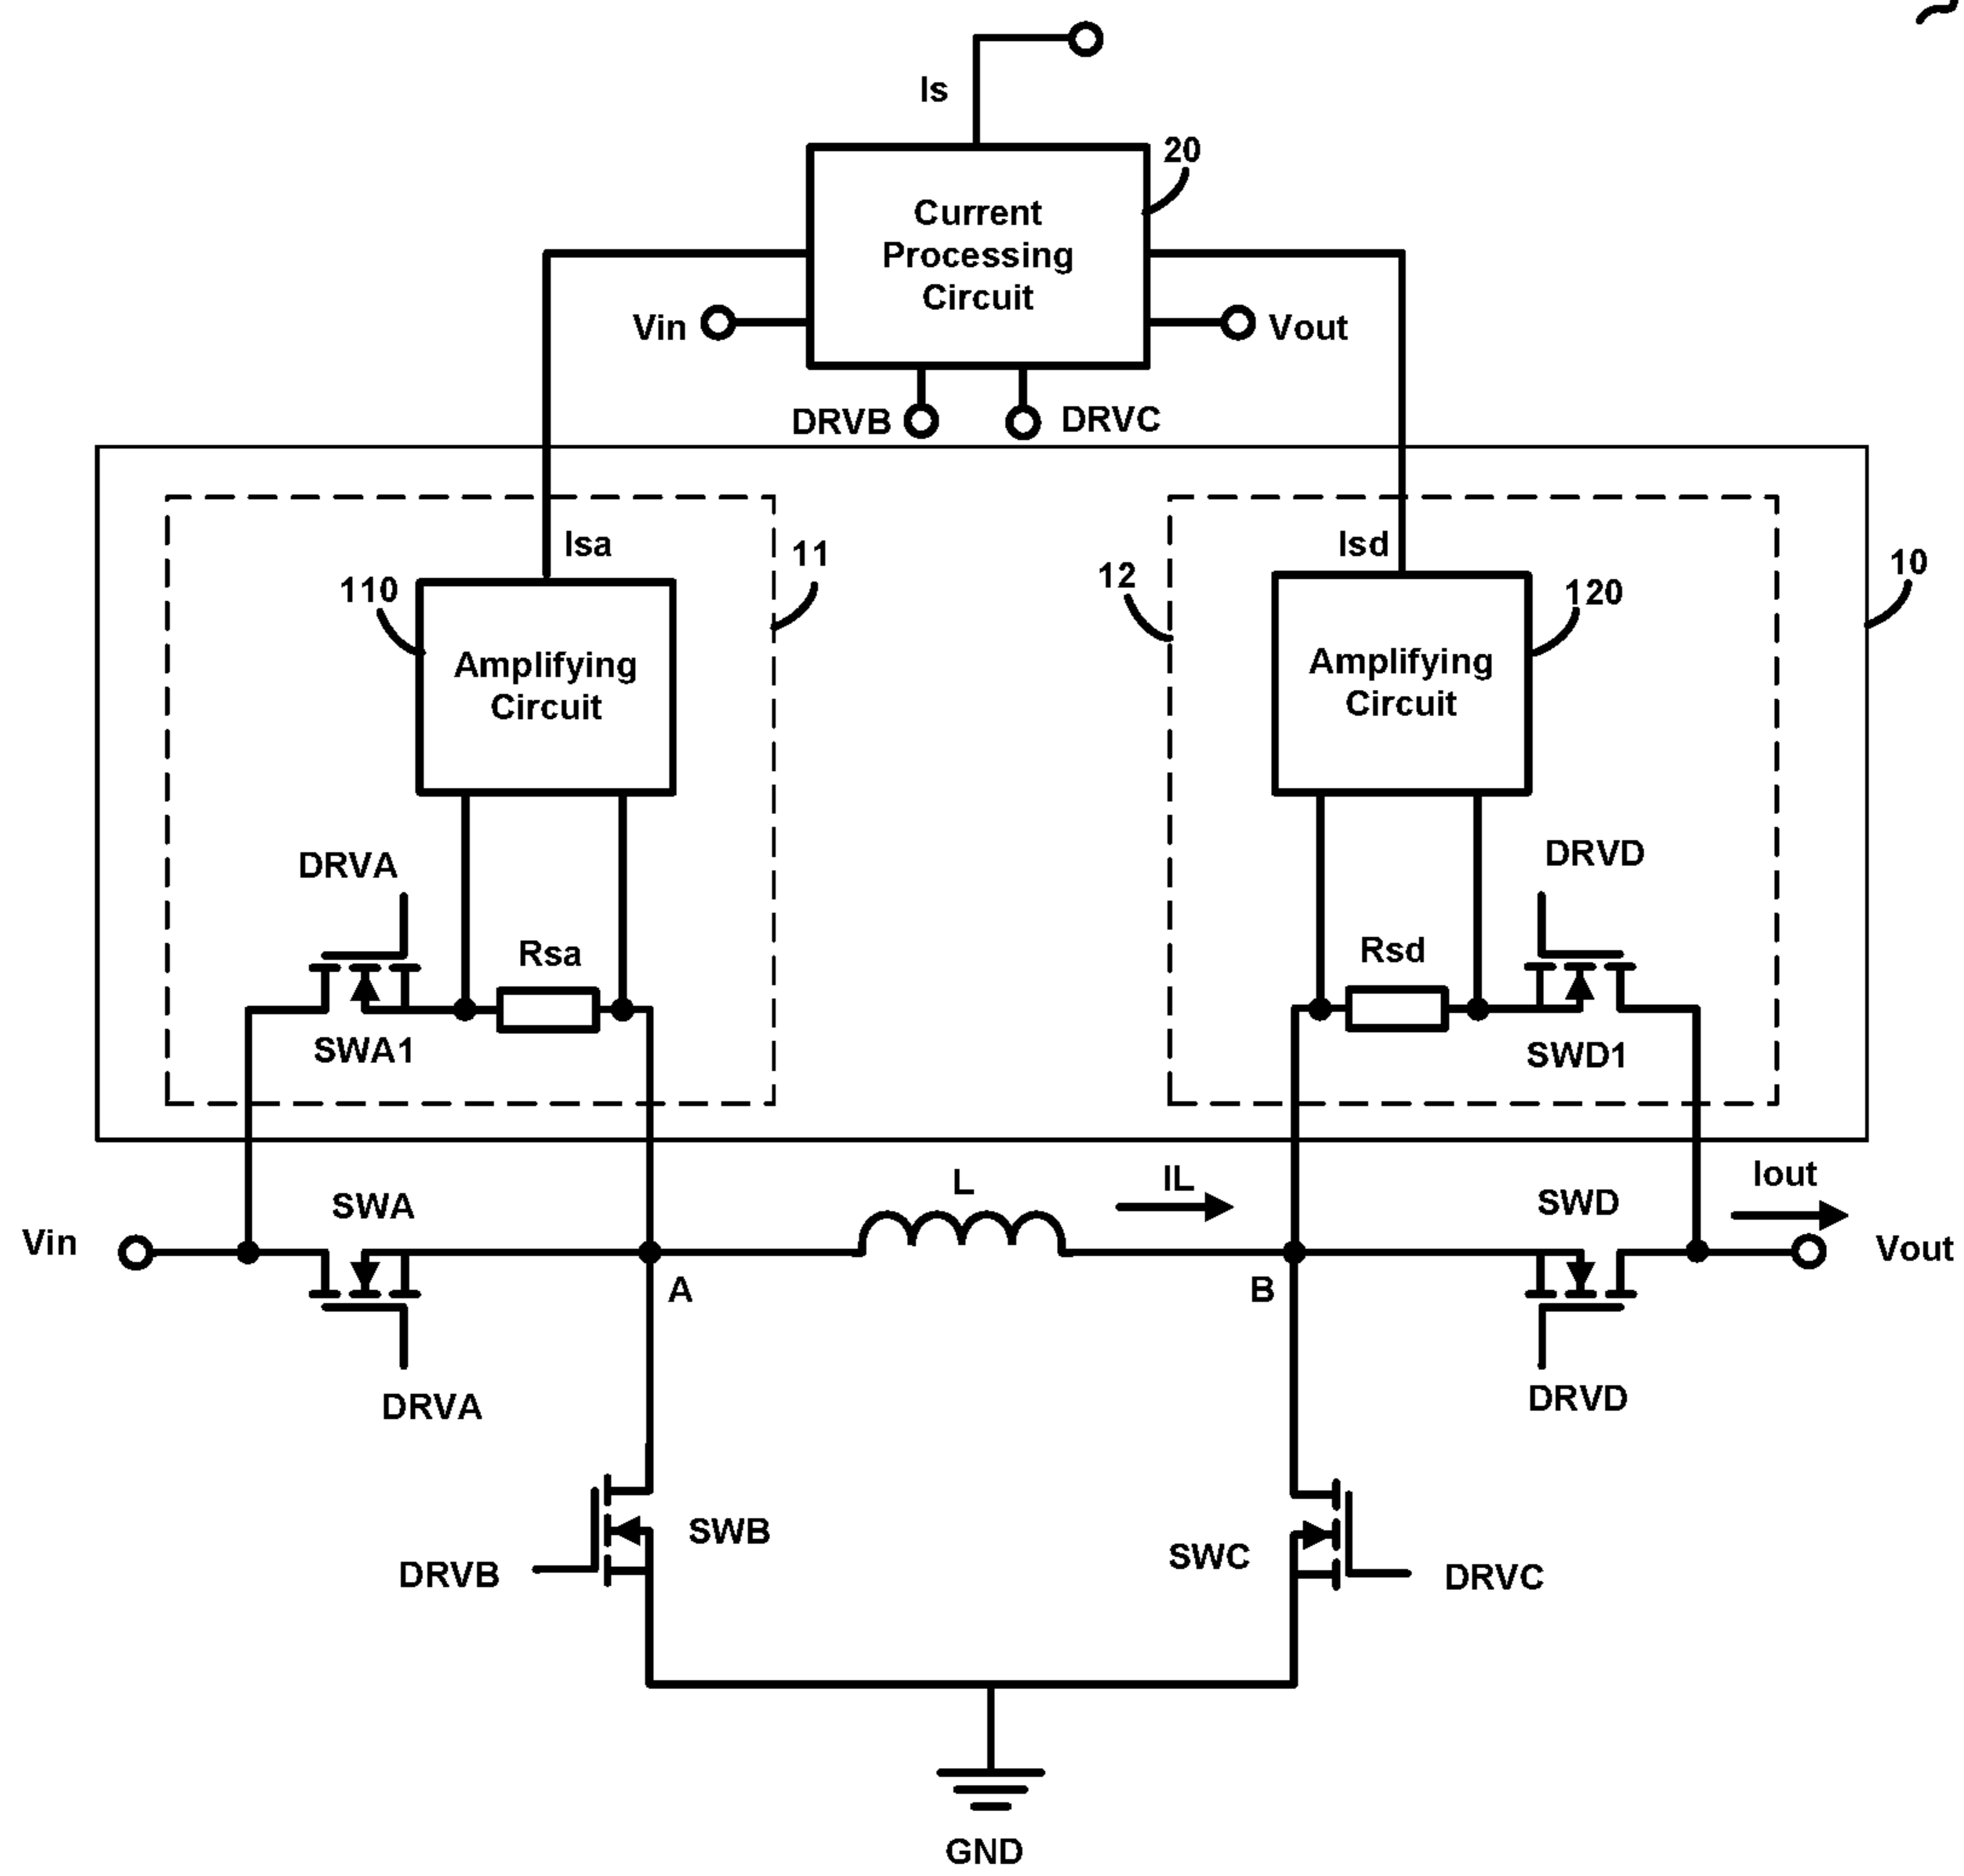 Is
20
Current
Processing
Circuit
Vin
Vout
DRVB
DRVC
Isa
11
110
Amplifying
Circuit
Isd
12
10
120
Amplifying
Circuit
DRVA
Rsa
SWA1
DRVD
Rsd
SWD1
Vin
SWA
DRVA
A
L
IL
B
SWD
DRVD
Iout
Vout
SWB
DRVB
SWC
DRVC
GND